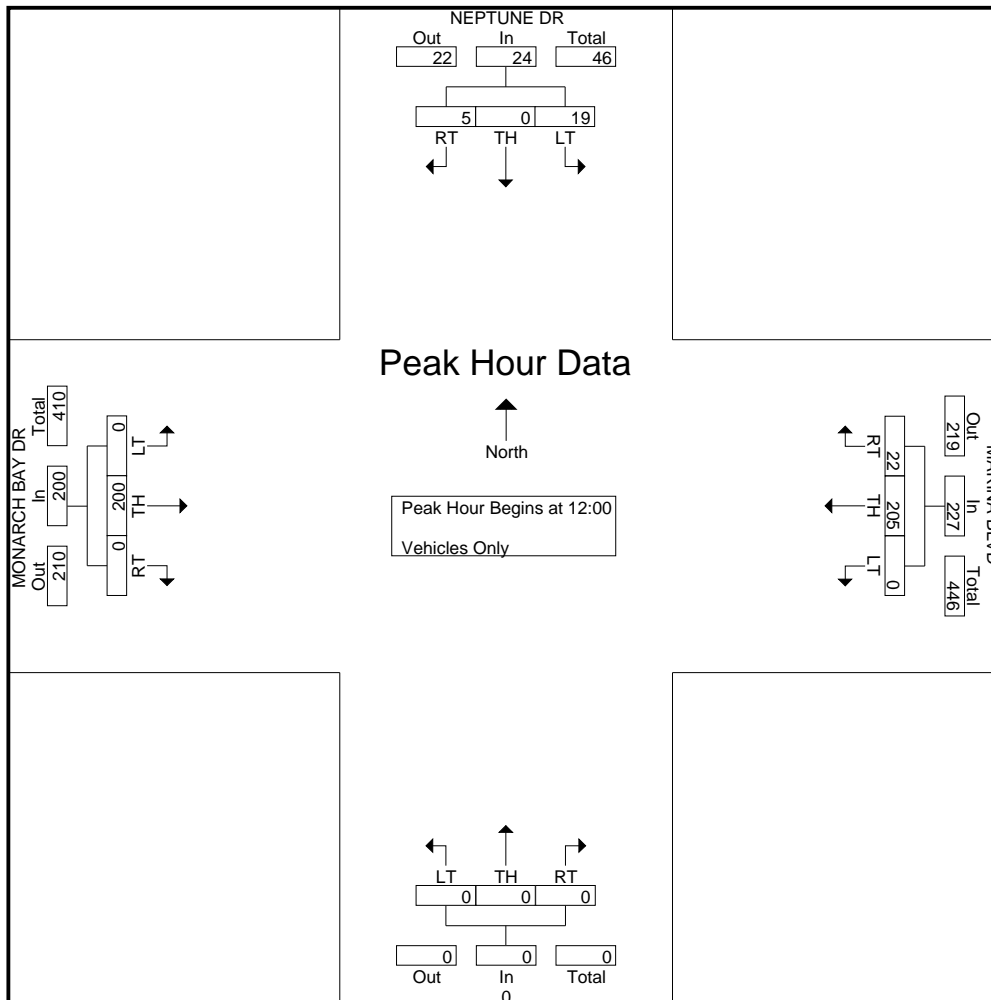 NEPTUNE DR
Out In Total
22 24 46
5 0 19
RT TH LT
Peak Hour Data
North
Peak Hour Begins at 12:00
Vehicles Only
MONARCH BAY DR
Out In Total
210 200 410
0 200 0
LT TH RT
MARINA BLVD
Out In Total
219 227 446
22 205 0
RT TH LT
LT TH RT
0 0 0
0 0 0
Out In Total
0